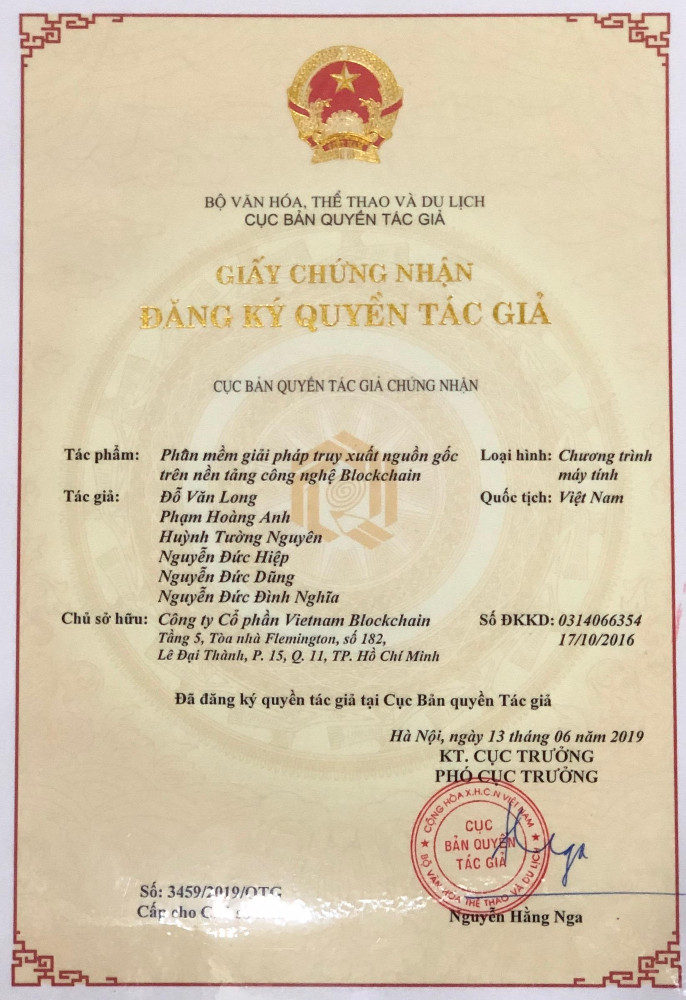 BỘ VĂN HÓA, THỂ THAO VÀ DU LỊCH
CỤC BẢN QUYỀN TÁC GIẢ
GIẤY CHỨNG NHẬN
ĐĂNG KÝ QUYỀN TÁC GIẢ
CỤC BẢN QUYỀN TÁC GIẢ CHỨNG NHẬN
Tác phẩm: Phần mềm giải pháp truy xuất nguồn gốc Loại hình: Chương trình
trên nền tảng công nghệ Blockchain máy tính
Tác giả: Đỗ Văn Long Quốc tịch: Việt Nam
Phạm Hoàng Anh
Huỳnh Tường Nguyên
Nguyễn Đức Hiệp
Nguyễn Đức Dũng
Nguyễn Đức Đình Nghĩa
Chủ sở hữu: Công ty Cổ phần Vietnam Blockchain Số ĐKKD: 0314066354
Tầng 5, Tòa nhà Flemington, số 182, 17/10/2016
Lê Đại Thành, P. 15, Q. 11, TP. Hồ Chí Minh
Đã đăng ký quyền tác giả tại Cục Bản quyền Tác giả
Hà Nội, ngày 13 tháng 06 năm 2019
KT. CỤC TRƯỞNG
PHÓ CỤC TRƯỞNG
CỘNG HÒA X.H.C.N VIỆT NAM
CỤC
BẢN QUYỀN
TÁC GIẢ
BỘ VĂN HÓA THỂ THAO VÀ DU LỊCH
Nga
Số: 3459/2019/QTG
Cấp cho
Nguyễn Hằng Nga